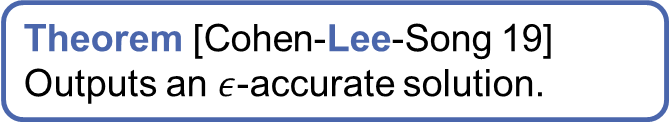 Theorem [Cohen-Lee-Song 19]
Outputs an ϵ-accurate solution.